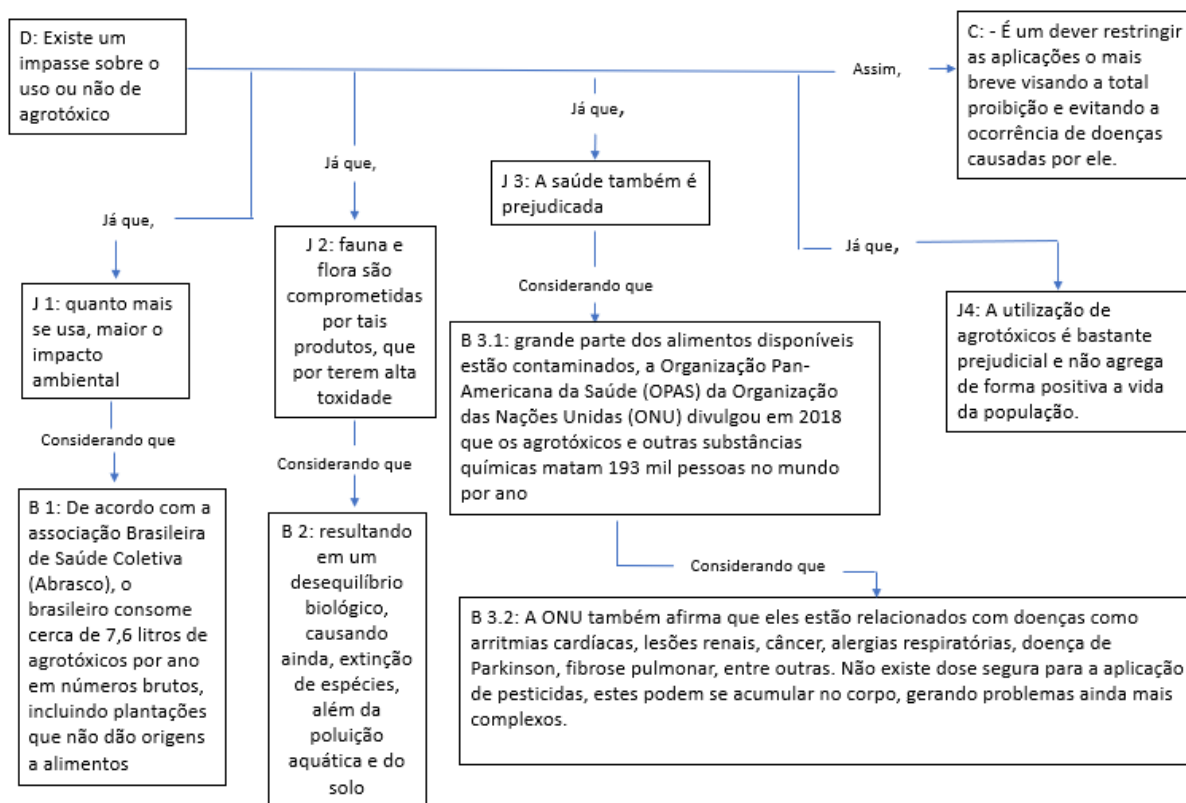 D: Existe um
impasse sobre o
uso ou não de
agrotóxico
Assim,
C: - É um dever restringir
as aplicações o mais
breve visando a total
proibição e evitando a
ocorrência de doenças
causadas por ele.
Já que,
J 1: quanto mais
se usa, maior o
impacto
ambiental
Considerando que
B 1: De acordo com a
associação Brasileira
de Saúde Coletiva
(Abrasco), o
brasileiro consome
cerca de 7,6 litros de
agrotóxicos por ano
em números brutos,
incluindo plantações
que não dão origens
a alimentos
Já que,
J 2: fauna e
flora são
comprometidas
por tais
produtos, que
por terem alta
toxidade
Considerando que
B 2: resultando
em um
desequilíbrio
biológico,
causando
ainda, extinção
de espécies,
além da
poluição
aquática e do
solo
Já que,
J 3: A saúde também é
prejudicada
Considerando que
B 3.1: grande parte dos alimentos disponíveis
estão contaminados, a Organização Pan-
Americana da Saúde (OPAS) da Organização
das Nações Unidas (ONU) divulgou em 2018
que os agrotóxicos e outras substâncias
químicas matam 193 mil pessoas no mundo
por ano
Considerando que
B 3.2: A ONU também afirma que eles estão relacionados com doenças como
arritmias cardíacas, lesões renais, câncer, alergias respiratórias, doença de
Parkinson, fibrose pulmonar, entre outras. Não existe dose segura para a aplicação
de pesticidas, estes podem se acumular no corpo, gerando problemas ainda mais
complexos.
Já que,
J4: A utilização de
agrotóxicos é bastante
prejudicial e não agrega
de forma positiva a vida
da população.